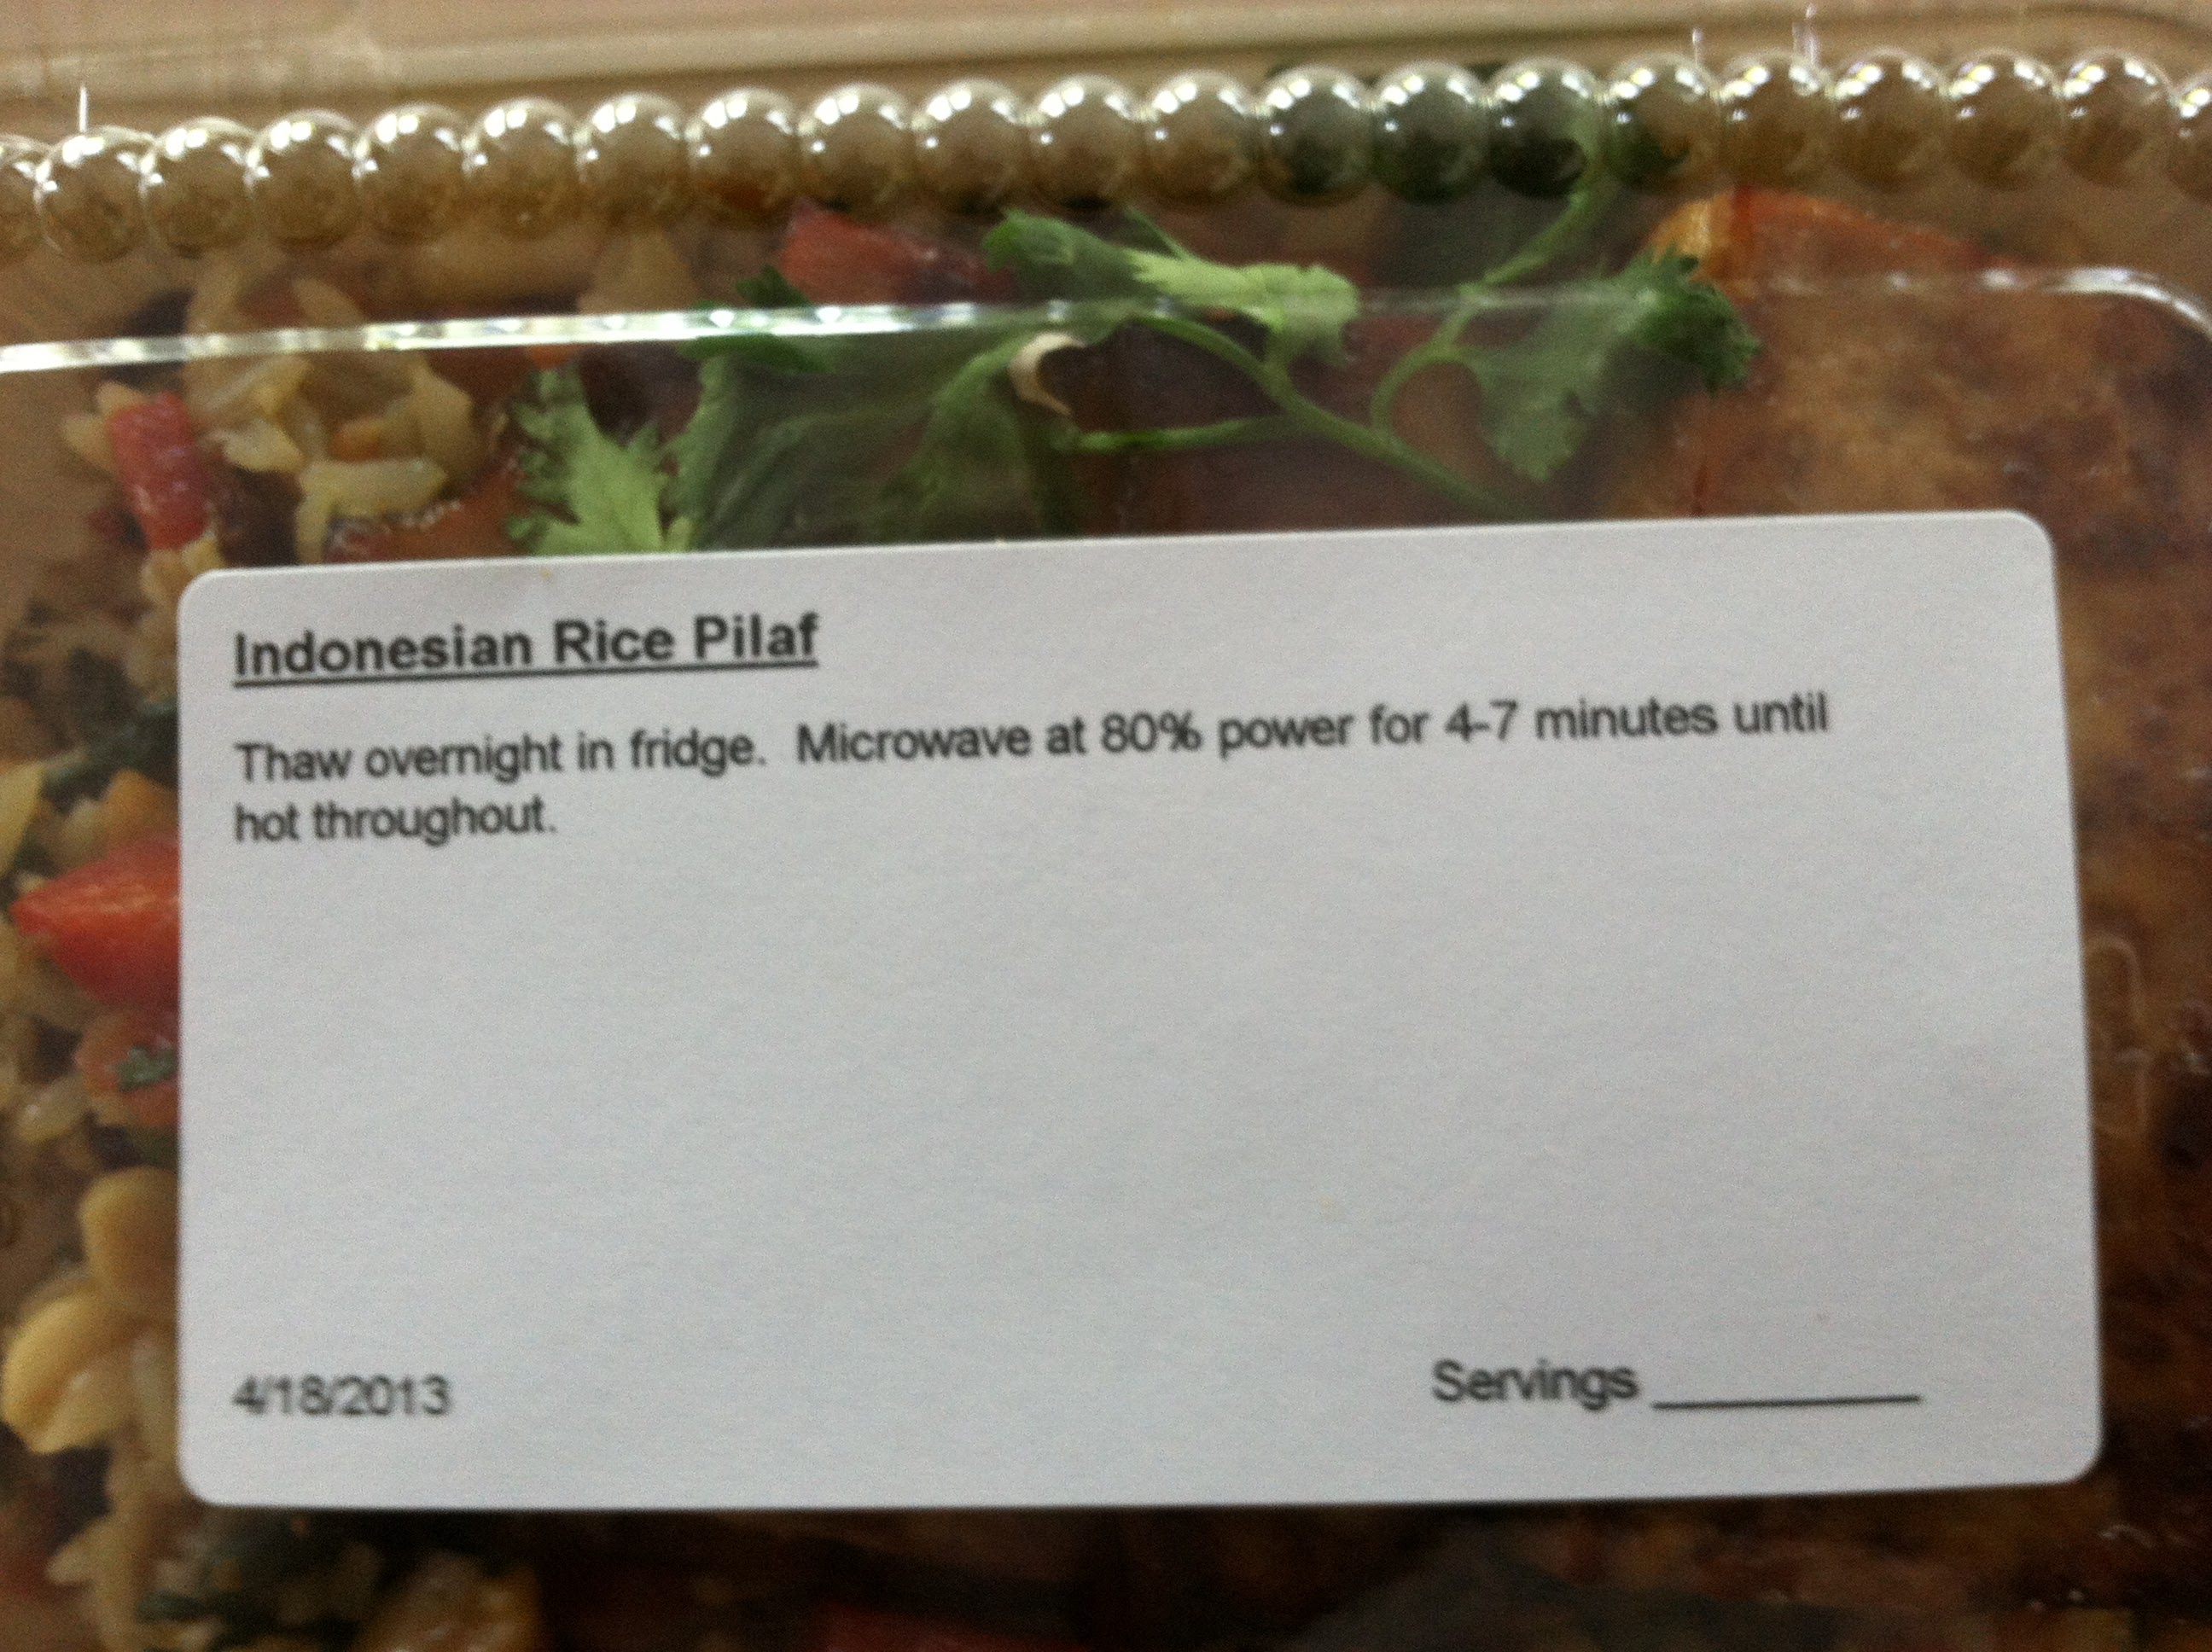 Indonesian Rice Pilaf
Thaw overnight in fridge.  Microwave at 80% power for 4-7 minutes until
hot throughout.
4/18/2013
Servings ________